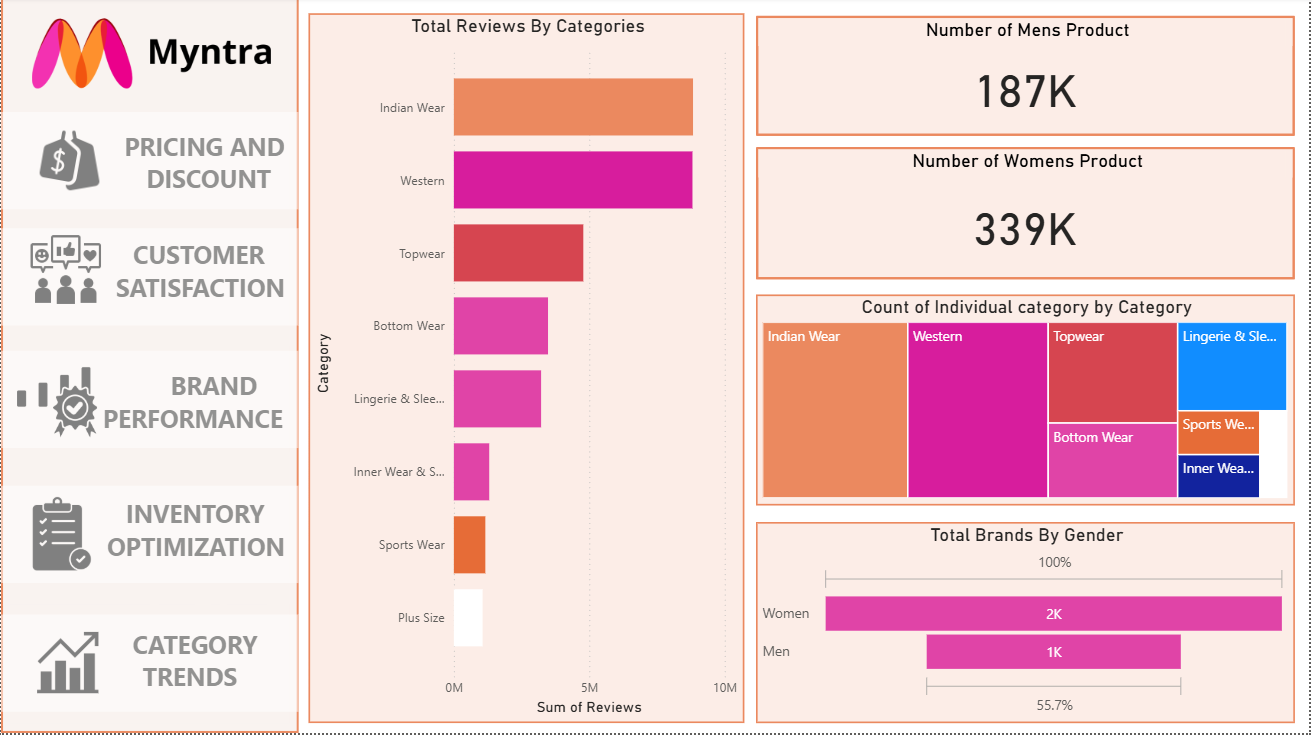 Myntra
PRICING AND
DISCOUNT
CUSTOMER
SATISFACTION
BRAND
PERFORMANCE
INVENTORY
OPTIMIZATION
CATEGORY
TRENDS
Total Reviews By Categories
Category
Indian Wear
Western
Topwear
Bottom Wear
Lingerie & Slee...
Inner Wear & S...
Sports Wear
Plus Size
0M 5M 10M
Sum of Reviews
Number of Mens Product
187K
Number of Womens Product
339K
Count of Individual category by Category
Indian Wear
Western
Topwear
Lingerie & Sle...
Bottom Wear
Sports We...
Inner Wea...
Total Brands By Gender
100%
Women 2K
Men 1K
55.7%